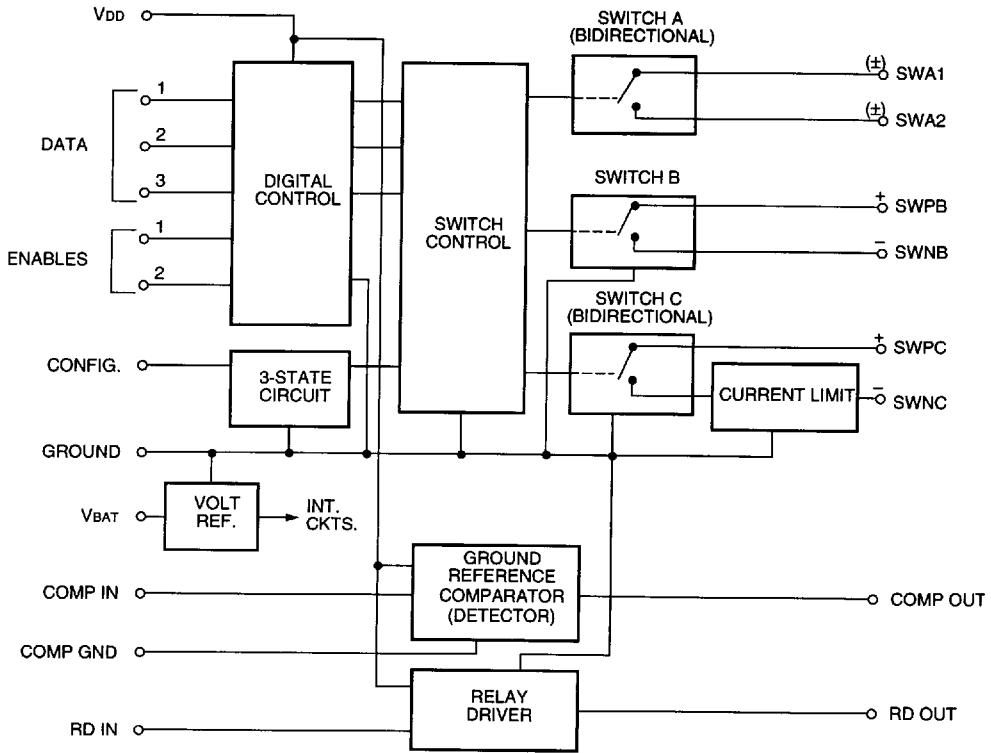 VDD
SWITCH A
(BIDIRECTIONAL)
(±) SWA1
(±) SWA2
DATA
1
2
3
ENABLES
1
2
DIGITAL
CONTROL
SWITCH
CONTROL
SWITCH B
+ SWPB
− SWNB
SWITCH C
(BIDIRECTIONAL)
+ SWPC
− SWNC
CURRENT LIMIT
CONFIG.
3-STATE
CIRCUIT
GROUND
VBAT
VOLT
REF.
INT.
CKTS.
COMP IN
GROUND
REFERENCE
COMPARATOR
(DETECTOR)
COMP OUT
COMP GND
RELAY
DRIVER
RD IN
RD OUT